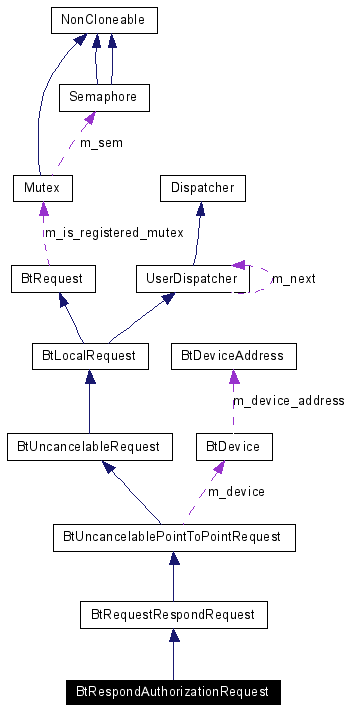 NonCloneable
Semaphore
m_sem
Mutex
Dispatcher
m_is_registered_mutex
BtRequest
UserDispatcher
m_next
BtLocalRequest
BtDeviceAddress
m_device_address
BtUncancelableRequest
BtDevice
m_device
BtUncancelablePointToPointRequest
BtRequestRespondRequest
BtRespondAuthorizationRequest